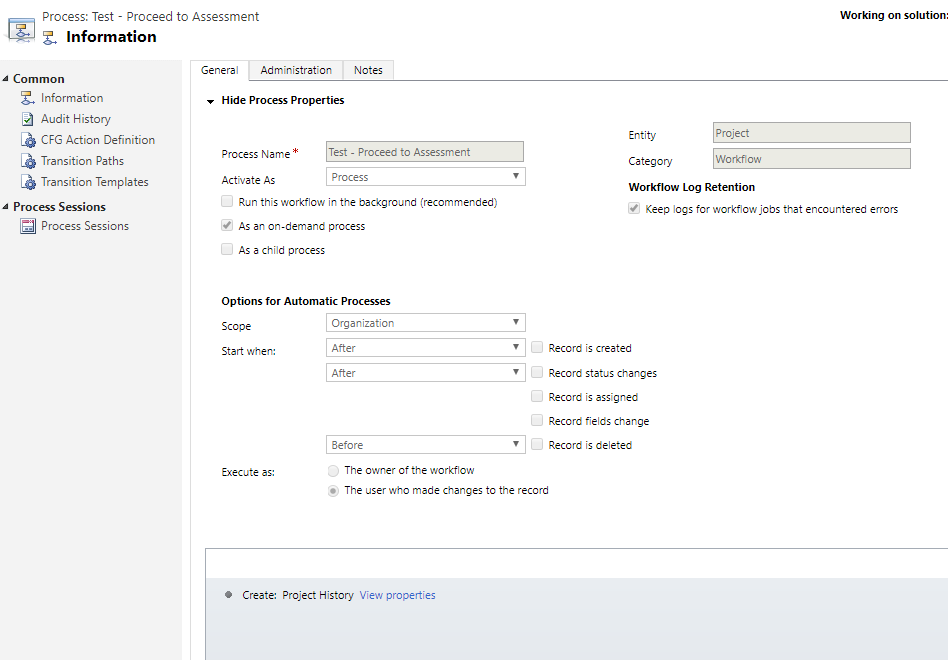 Process: Test - Proceed to Assessment
Working on solution:
Information
Common
Information
Audit History
CFG Action Definition
Transition Paths
Transition Templates
Process Sessions
Process Sessions
General
Administration
Notes
Hide Process Properties
Process Name*
Test - Proceed to Assessment
Activate As
Process
Run this workflow in the background (recommended)
As an on-demand process
As a child process
Entity
Project
Category
Workflow
Workflow Log Retention
Keep logs for workflow jobs that encountered errors
Options for Automatic Processes
Scope
Organization
Start when:
After
Record is created
After
Record status changes
Record is assigned
Record fields change
Before
Record is deleted
Execute as:
The owner of the workflow
The user who made changes to the record
Create: Project History View properties